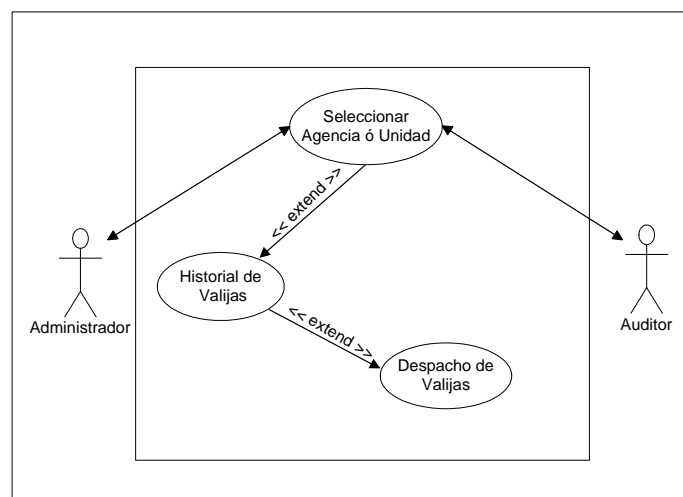 Seleccionar
Agencia ó Unidad
<< extend >>
Historial de
Valijas
<< extend >>
Despacho de
Valijas
Administrador
Auditor